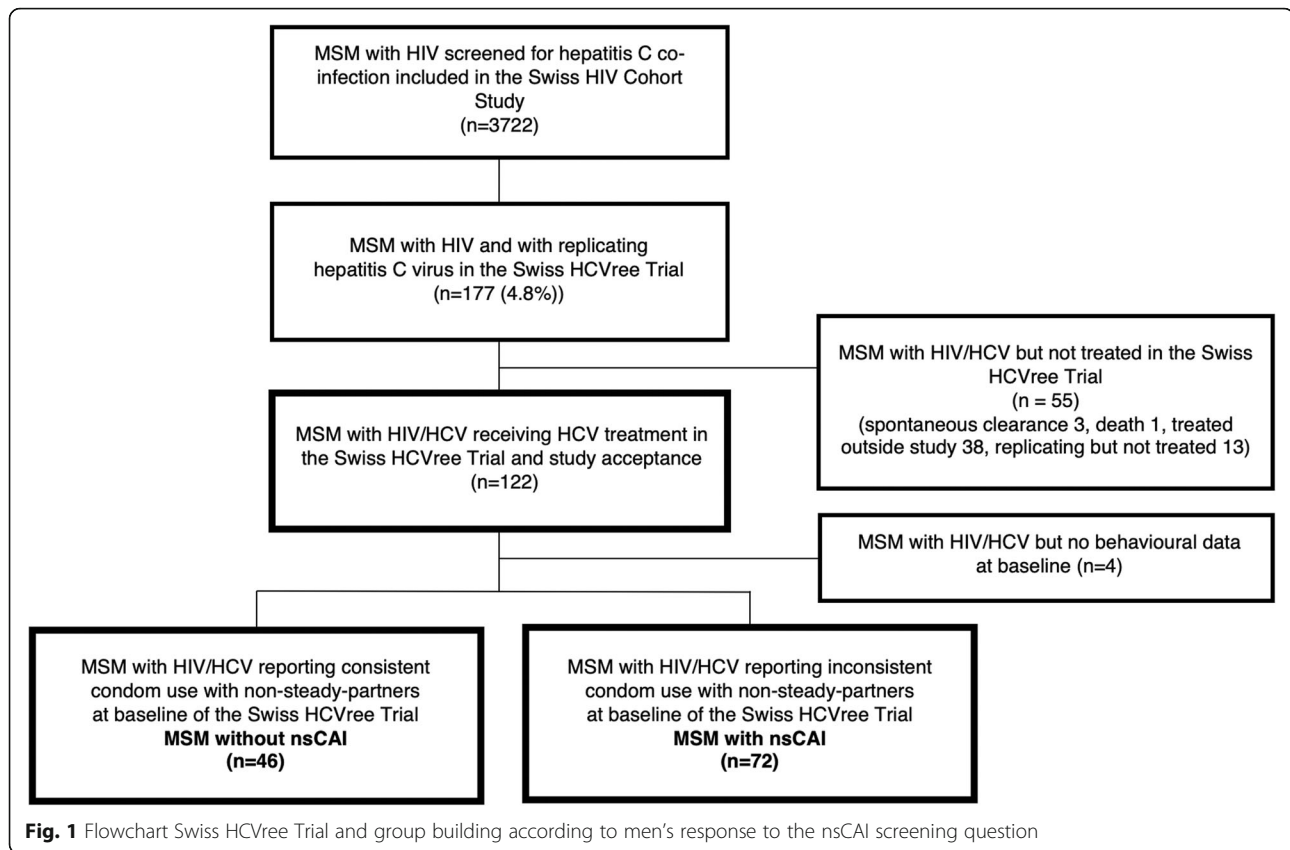 MSM with HIV screened for hepatitis C co-
infection included in the Swiss HIV Cohort
Study
(n=3722)
MSM with HIV and with replicating
hepatitis C virus in the Swiss HCVree Trial
(n=177 (4.8%))
MSM with HIV/HCV but not treated in the Swiss
HCVree Trial
(n = 55)
(spontaneous clearance 3, death 1, treated
outside study 38, replicating but not treated 13)
MSM with HIV/HCV receiving HCV treatment in
the Swiss HCVree Trial and study acceptance
(n=122)
MSM with HIV/HCV but no behavioural data
at baseline (n=4)
MSM with HIV/HCV reporting consistent
condom use with non-steady-partners
at baseline of the Swiss HCVree Trial
MSM without nsCAI
(n=46)
MSM with HIV/HCV reporting inconsistent
condom use with non-steady-partners
at baseline of the Swiss HCVree Trial
MSM with nsCAI
(n=72)
Fig. 1 Flowchart Swiss HCVree Trial and group building according to men's response to the nsCAI screening question